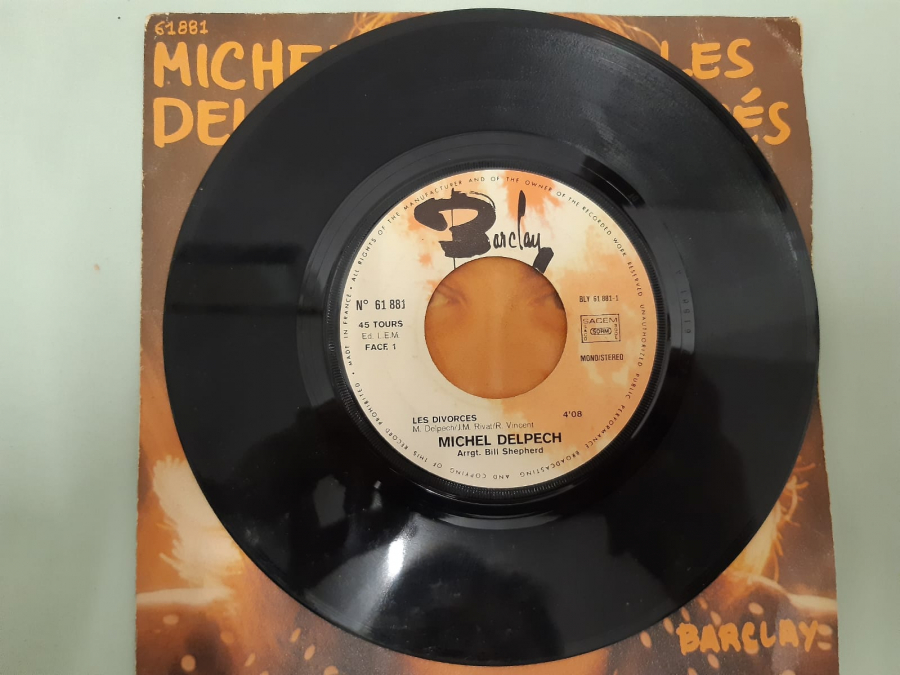 61881
MICHE LES
DEL ÉS
• ALL RIGHTS OF THE MANUFACTURER AND OF THE OWNER OF THE RECORDED WORK RESERVED UNAUTHORIZED PUBLIC PERFORMANCE BROADCASTING AND COPYING OF THIS RECORD PROHIBITED • MADE IN FRANCE
Barclay
N° 61 881 BLY 61 881-1
45 TOURS SACEM
Ed. I.E.M. SDRM
FACE 1 MONO/STEREO
LES DIVORCES 4'08
M. Delpech/J.M. Rivat/R. Vincent
MICHEL DELPECH
Arrgt. Bill Shepherd
BARCLAY